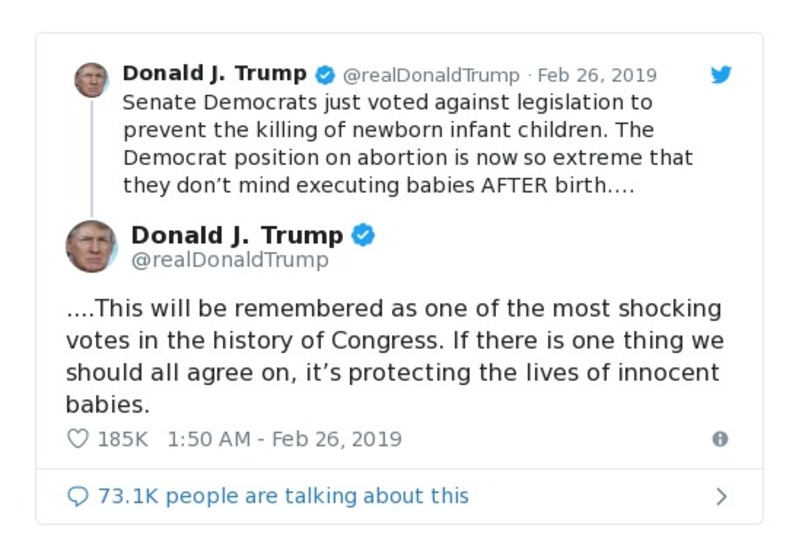 Donald J. Trump @realDonaldTrump · Feb 26, 2019
Senate Democrats just voted against legislation to
prevent the killing of newborn infant children. The
Democrat position on abortion is now so extreme that
they don’t mind executing babies AFTER birth....
Donald J. Trump
@realDonaldTrump
....This will be remembered as one of the most shocking
votes in the history of Congress. If there is one thing we
should all agree on, it’s protecting the lives of innocent
babies.
185K 1:50 AM - Feb 26, 2019
73.1K people are talking about this